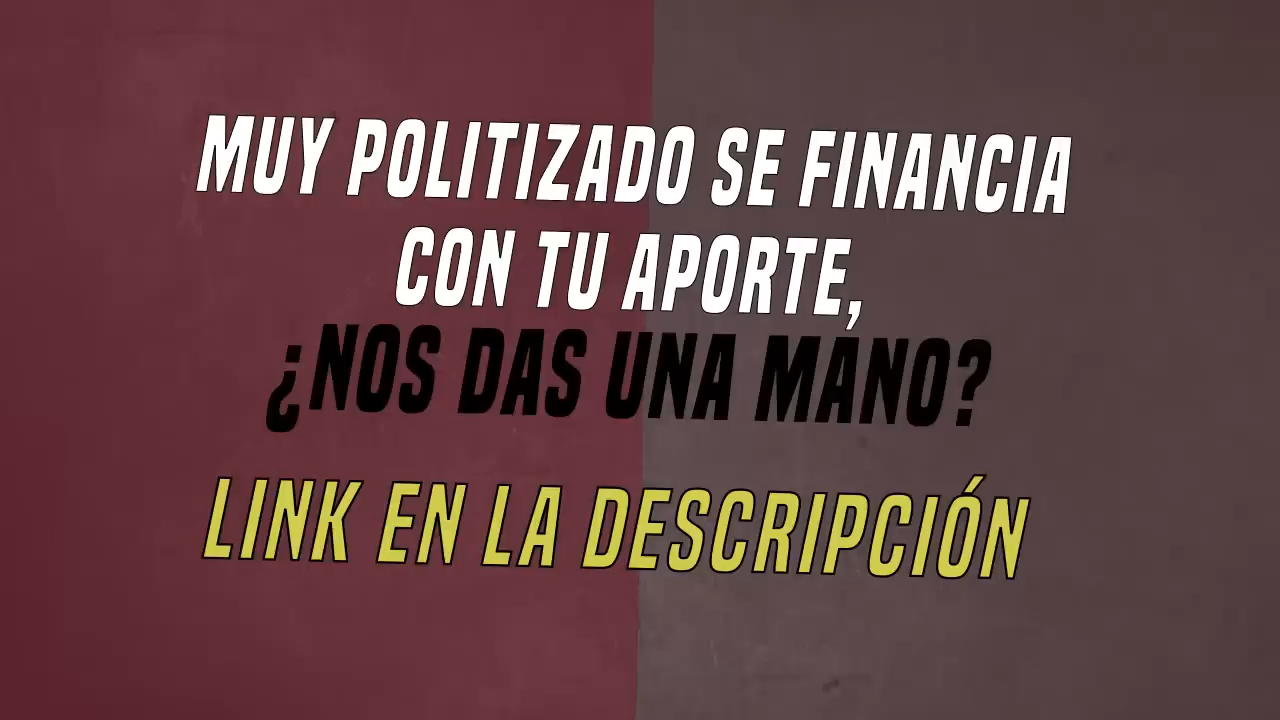 MUY POLITIZADO SE FINANCIA
CON TU APORTE,
¿NOS DAS UNA MANO?
LINK EN LA DESCRIPCIÓN